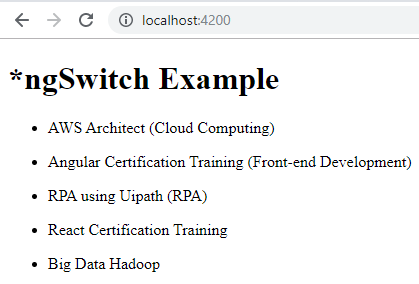 localhost:4200
*ngSwitch Example
AWS Architect (Cloud Computing)
Angular Certification Training (Front-end Development)
RPA using Uipath (RPA)
React Certification Training
Big Data Hadoop